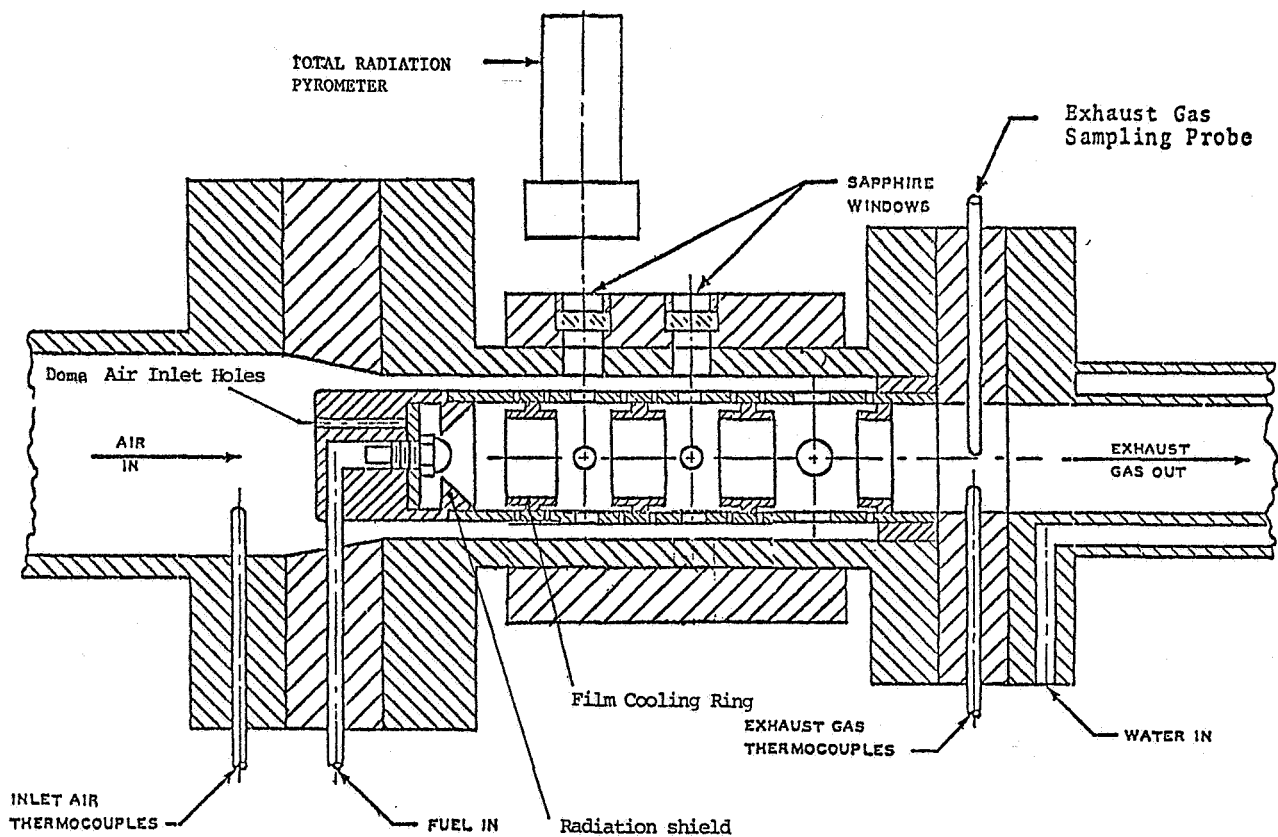 TOTAL RADIATION
PYROMETER
Exhaust Gas
Sampling Probe
SAPPHIRE
WINDOWS
Dome Air Inlet Holes
AIR
IN
EXHAUST
GAS OUT
Film Cooling Ring
EXHAUST GAS
THERMOCOUPLES
WATER IN
INLET AIR
THERMOCOUPLES
FUEL IN
Radiation shield